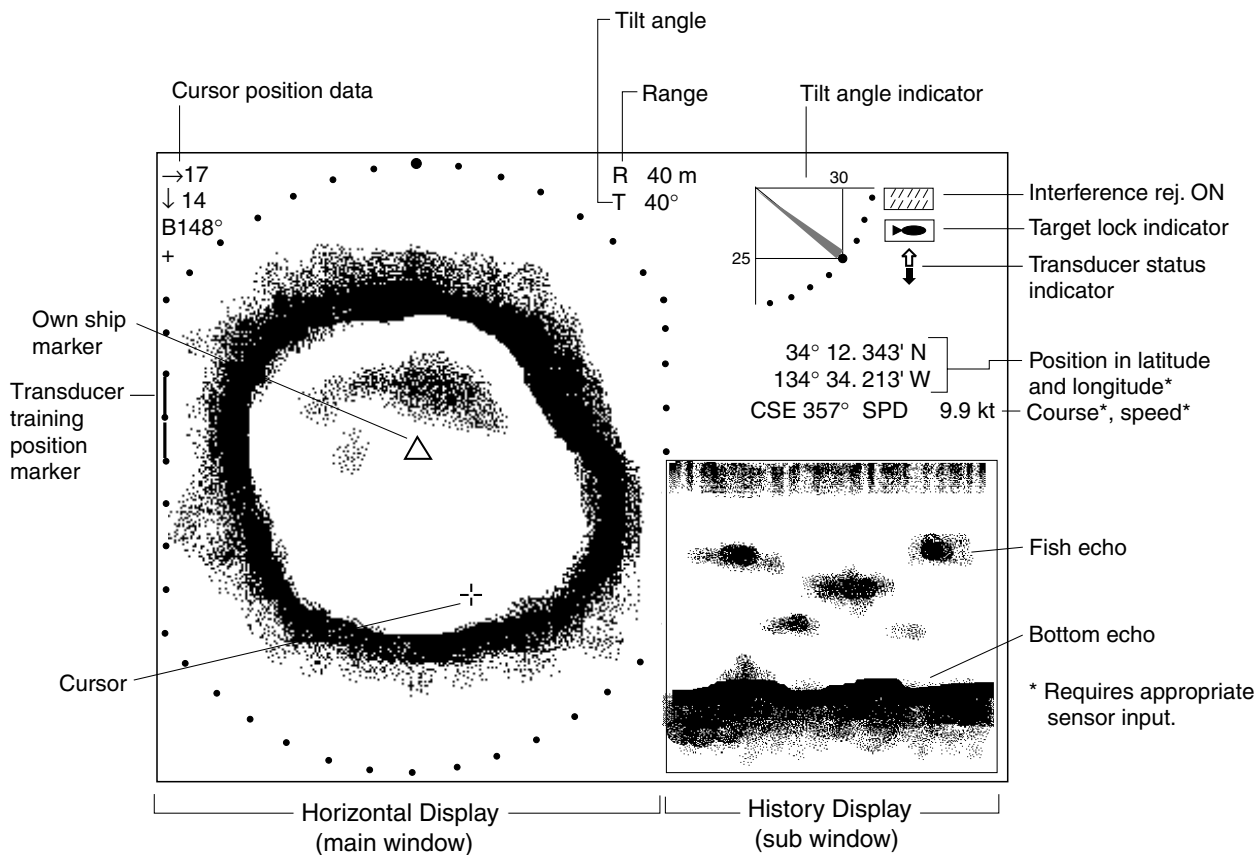 Tilt angle
Cursor position data
Range
Tilt angle indicator
→17
↓ 14
B148°
R 40 m
T 40°
30
25
Interference rej. ON
Target lock indicator
Transducer status
indicator
Own ship
marker
Transducer
training
position
marker
34° 12. 343' N
134° 34. 213' W
CSE 357° SPD 9.9 kt
Position in latitude
and longitude*
Course*, speed*
Fish echo
Bottom echo
Cursor
* Requires appropriate
sensor input.
Horizontal Display
(main window)
History Display
(sub window)